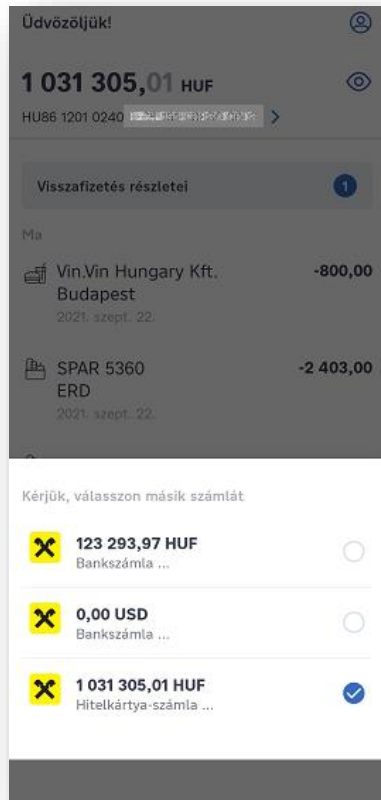 Üdvözöljük!
1 031 305,01 HUF
HU86 1201 0240
Visszafizetés részletei 1
Ma
Vin.Vin Hungary Kft. -800,00
Budapest
2021. szept. 22.
SPAR 5360 -2 403,00
ERD
2021. szept. 22.
Kérjük, válasszon másik számlát
123 293,97 HUF
Bankszámla ...
0,00 USD
Bankszámla ...
1 031 305,01 HUF
Hitelkártya-számla ...